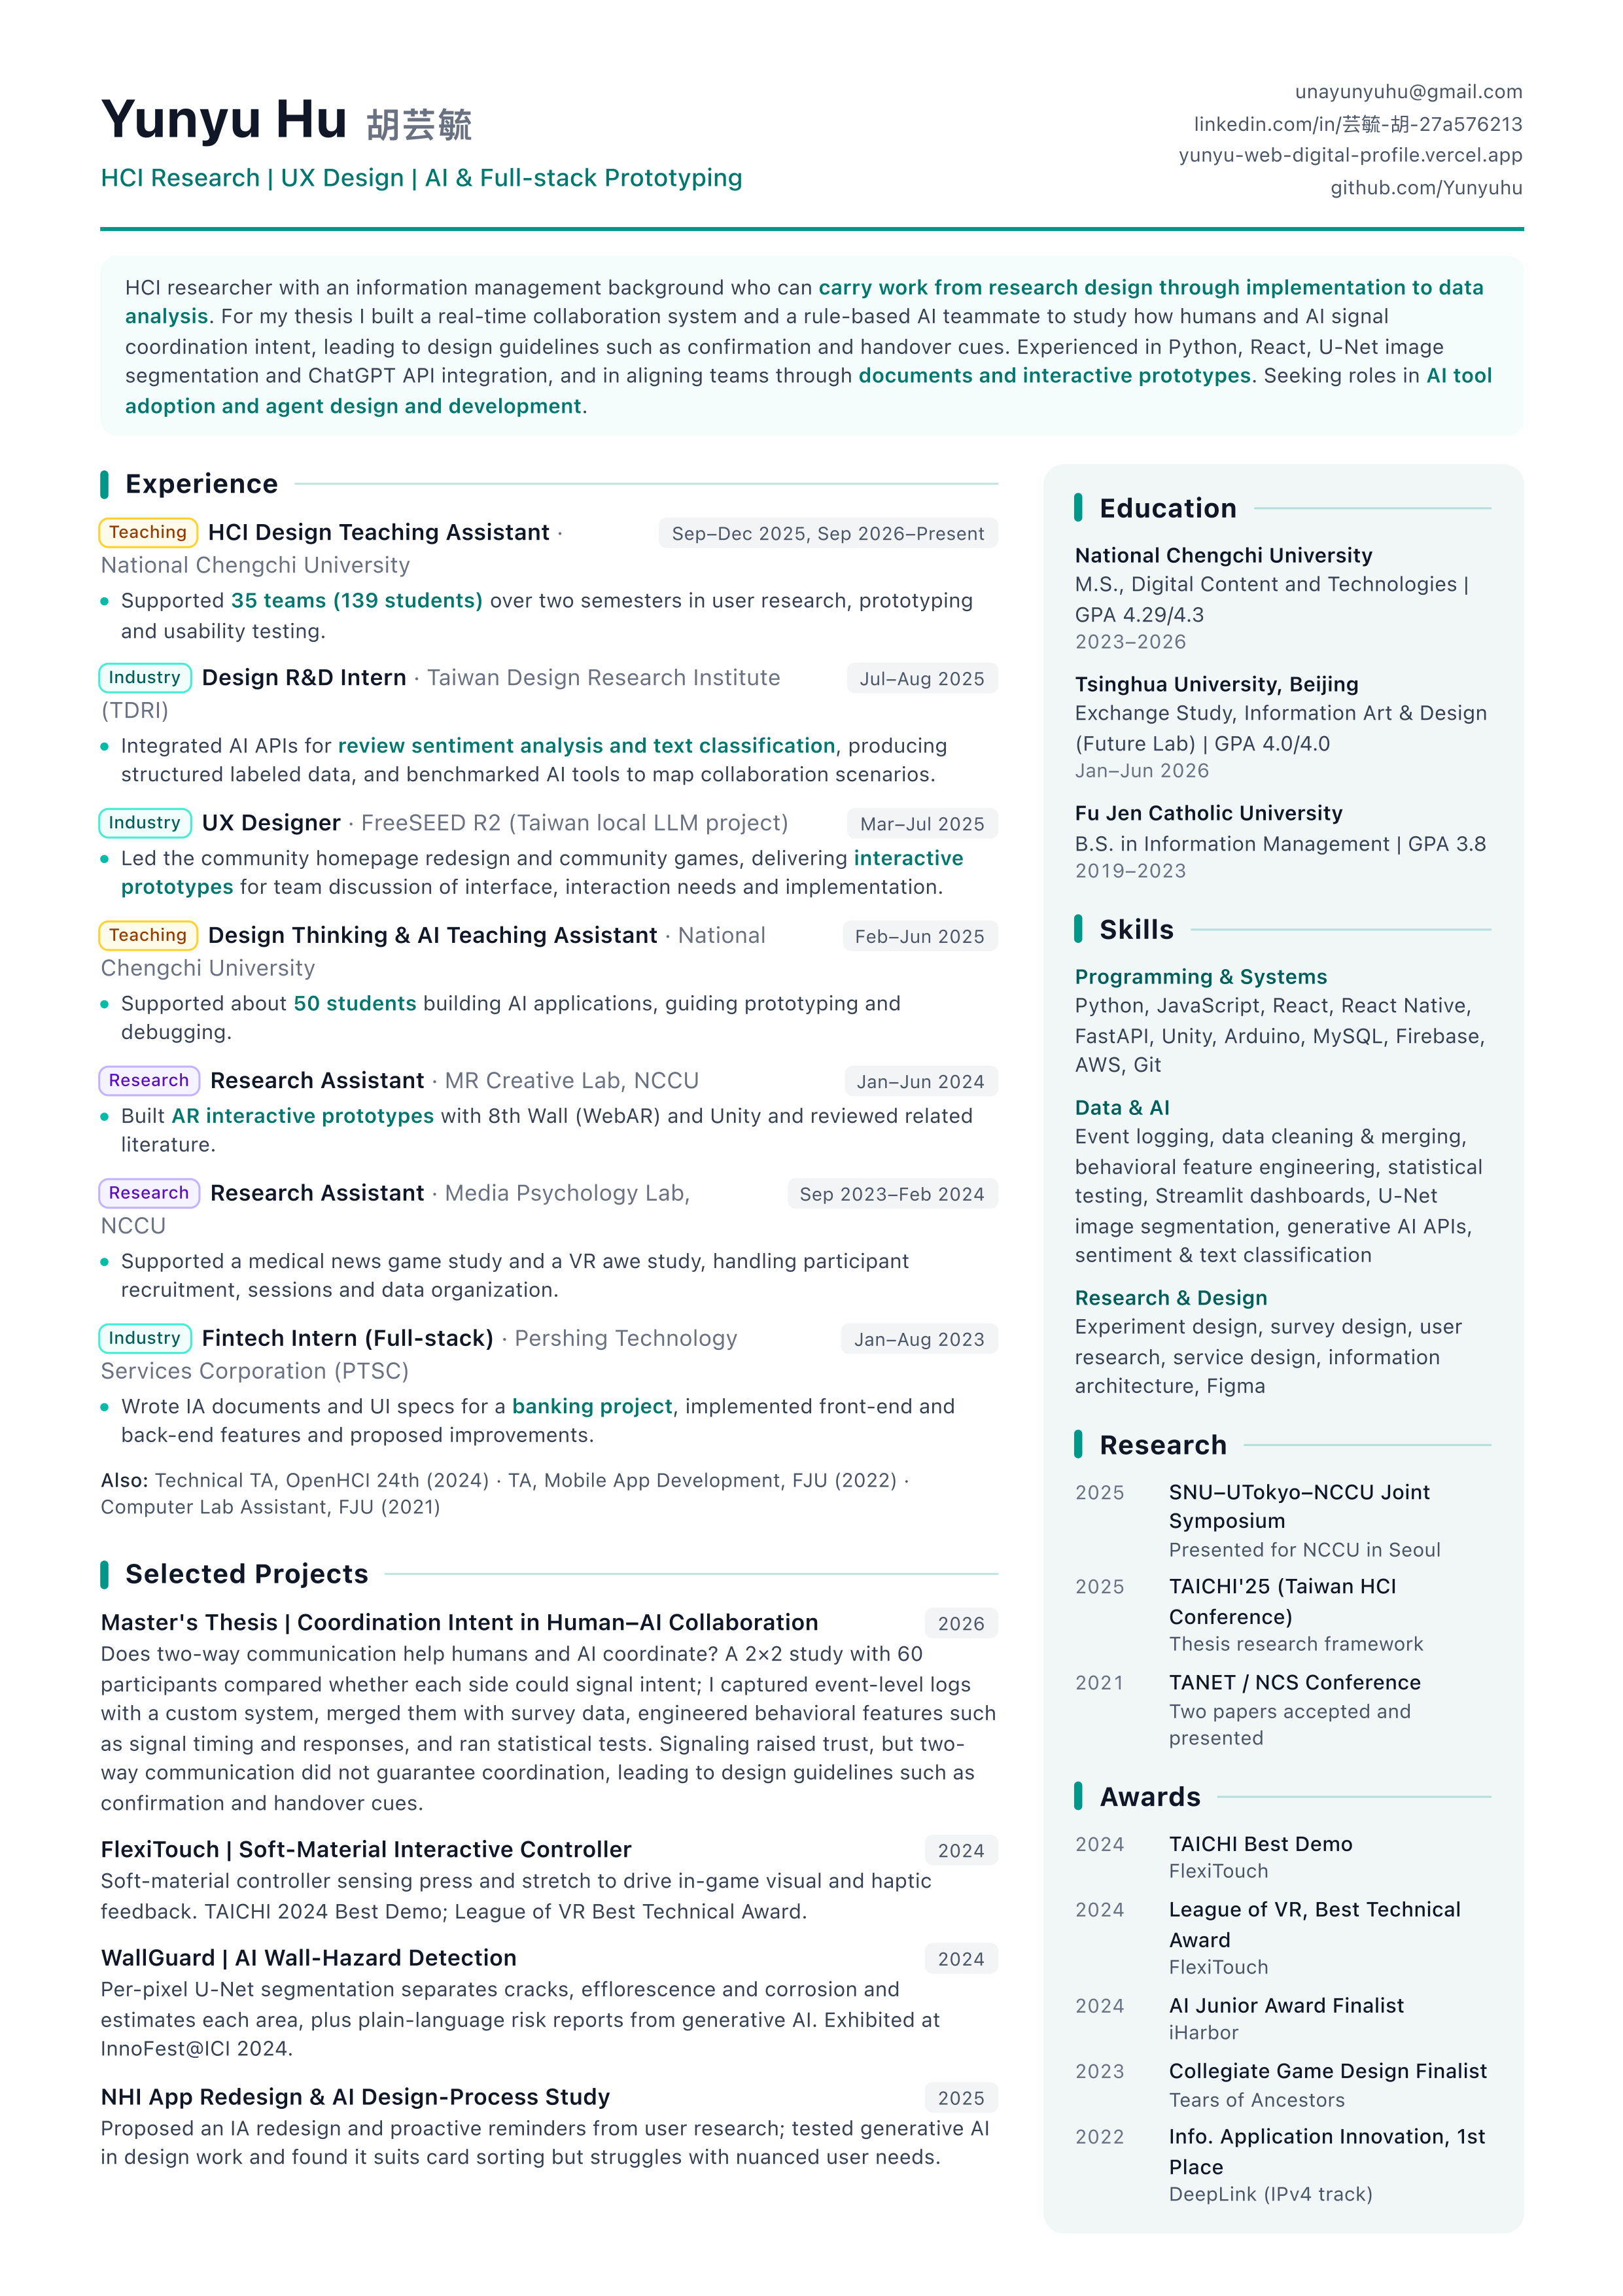 Yunyu Hu 胡芸毓
HCI Research | UX Design | AI & Full-stack Prototyping
unayunyuhu@gmail.com
linkedin.com/in/芸毓-胡-27a576213
yunyu-web-digital-profile.vercel.app
github.com/Yunyuhu
HCI researcher with an information management background who can carry work from research design through implementation to data
analysis. For my thesis I built a real-time collaboration system and a rule-based AI teammate to study how humans and AI signal
coordination intent, leading to design guidelines such as confirmation and handover cues. Experienced in Python, React, U-Net image
segmentation and ChatGPT API integration, and in aligning teams through documents and interactive prototypes. Seeking roles in AI tool
adoption and agent design and development.
Experience
Teaching HCI Design Teaching Assistant · Sep–Dec 2025, Sep 2026–Present
National Chengchi University
• Supported 35 teams (139 students) over two semesters in user research, prototyping
and usability testing.
Industry Design R&D Intern · Taiwan Design Research Institute Jul–Aug 2025
(TDRI)
• Integrated AI APIs for review sentiment analysis and text classification, producing
structured labeled data, and benchmarked AI tools to map collaboration scenarios.
Industry UX Designer · FreeSEED R2 (Taiwan local LLM project) Mar–Jul 2025
• Led the community homepage redesign and community games, delivering interactive
prototypes for team discussion of interface, interaction needs and implementation.
Teaching Design Thinking & AI Teaching Assistant · National Feb–Jun 2025
Chengchi University
• Supported about 50 students building AI applications, guiding prototyping and
debugging.
Research Research Assistant · MR Creative Lab, NCCU Jan–Jun 2024
• Built AR interactive prototypes with 8th Wall (WebAR) and Unity and reviewed related
literature.
Research Research Assistant · Media Psychology Lab, Sep 2023–Feb 2024
NCCU
• Supported a medical news game study and a VR awe study, handling participant
recruitment, sessions and data organization.
Industry Fintech Intern (Full-stack) · Pershing Technology Jan–Aug 2023
Services Corporation (PTSC)
• Wrote IA documents and UI specs for a banking project, implemented front-end and
back-end features and proposed improvements.
Also: Technical TA, OpenHCI 24th (2024) · TA, Mobile App Development, FJU (2022) ·
Computer Lab Assistant, FJU (2021)
Selected Projects
Master's Thesis | Coordination Intent in Human–AI Collaboration 2026
Does two-way communication help humans and AI coordinate? A 2×2 study with 60
participants compared whether each side could signal intent; I captured event-level logs
with a custom system, merged them with survey data, engineered behavioral features such
as signal timing and responses, and ran statistical tests. Signaling raised trust, but two-
way communication did not guarantee coordination, leading to design guidelines such as
confirmation and handover cues.
FlexiTouch | Soft-Material Interactive Controller 2024
Soft-material controller sensing press and stretch to drive in-game visual and haptic
feedback. TAICHI 2024 Best Demo; League of VR Best Technical Award.
WallGuard | AI Wall-Hazard Detection 2024
Per-pixel U-Net segmentation separates cracks, efflorescence and corrosion and
estimates each area, plus plain-language risk reports from generative AI. Exhibited at
InnoFest@ICI 2024.
NHI App Redesign & AI Design-Process Study 2025
Proposed an IA redesign and proactive reminders from user research; tested generative AI
in design work and found it suits card sorting but struggles with nuanced user needs.
Education
National Chengchi University
M.S., Digital Content and Technologies |
GPA 4.29/4.3
2023–2026
Tsinghua University, Beijing
Exchange Study, Information Art & Design
(Future Lab) | GPA 4.0/4.0
Jan–Jun 2026
Fu Jen Catholic University
B.S. in Information Management | GPA 3.8
2019–2023
Skills
Programming & Systems
Python, JavaScript, React, React Native,
FastAPI, Unity, Arduino, MySQL, Firebase,
AWS, Git
Data & AI
Event logging, data cleaning & merging,
behavioral feature engineering, statistical
testing, Streamlit dashboards, U-Net
image segmentation, generative AI APIs,
sentiment & text classification
Research & Design
Experiment design, survey design, user
research, service design, information
architecture, Figma
Research
2025 SNU–UTokyo–NCCU Joint
Symposium
Presented for NCCU in Seoul
2025 TAICHI'25 (Taiwan HCI
Conference)
Thesis research framework
2021 TANET / NCS Conference
Two papers accepted and
presented
Awards
2024 TAICHI Best Demo
FlexiTouch
2024 League of VR, Best Technical
Award
FlexiTouch
2024 AI Junior Award Finalist
iHarbor
2023 Collegiate Game Design Finalist
Tears of Ancestors
2022 Info. Application Innovation, 1st
Place
DeepLink (IPv4 track)